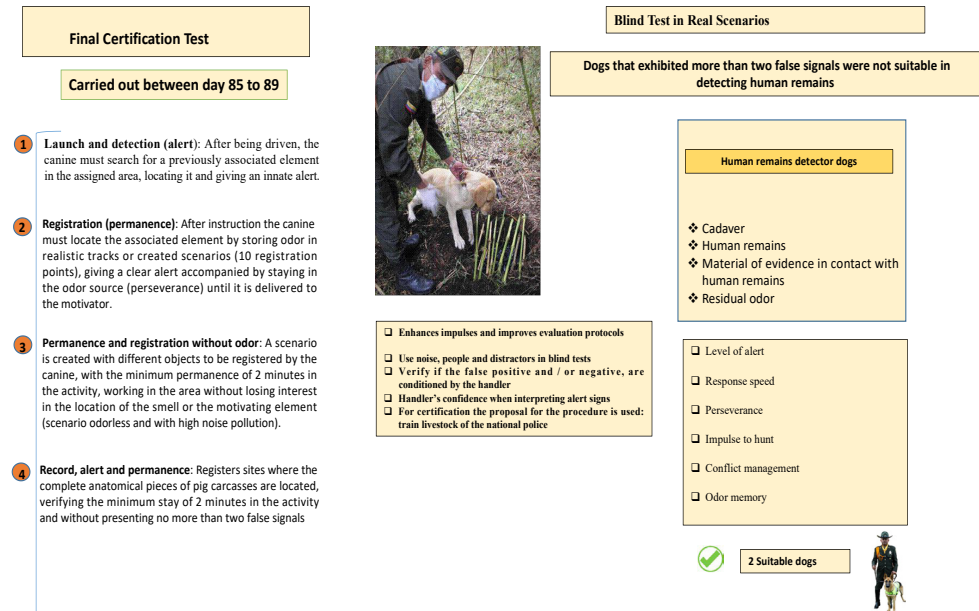 Final Certification Test
Carried out between day 85 to 89
1
Launch and detection (alert): After being driven, the
canine must search for a previously associated element
in the assigned area, locating it and giving an innate alert.
2
Registration (permanence): After instruction the canine
must locate the associated element by storing odor in
realistic tracks or created scenarios (10 registration
points), giving a clear alert accompanied by staying in
the odor source (perseverance) until it is delivered to
the motivator.
3
Permanence and registration without odor: A scenario
is created with different objects to be registered by the
canine, with the minimum permanence of 2 minutes in
the activity, working in the area without losing interest
in the location of the smell or the motivating element
(scenario odorless and with high noise pollution).
4
Record, alert and permanence: Registers sites where the
complete anatomical pieces of pig carcasses are located,
verifying the minimum stay of 2 minutes in the activity
and without presenting no more than two false signals
Blind Test in Real Scenarios
Dogs that exhibited more than two false signals were not suitable in
detecting human remains
❑ Enhances impulses and improves evaluation protocols
❑ Use noise, people and distractors in blind tests
❑ Verify if the false positive and / or negative, are
conditioned by the handler
❑ Handler's confidence when interpreting alert signs
❑ For certification the proposal for the procedure is used:
train livestock of the national police
Human remains detector dogs
❖ Cadaver
❖ Human remains
❖ Material of evidence in contact with
human remains
❖ Residual odor
❑ Level of alert
❑ Response speed
❑ Perseverance
❑ Impulse to hunt
❑ Conflict management
❑ Odor memory
2 Suitable dogs